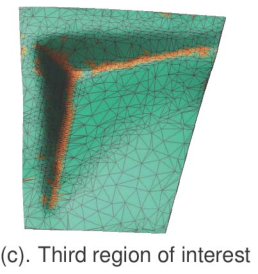 (c). Third region of interest